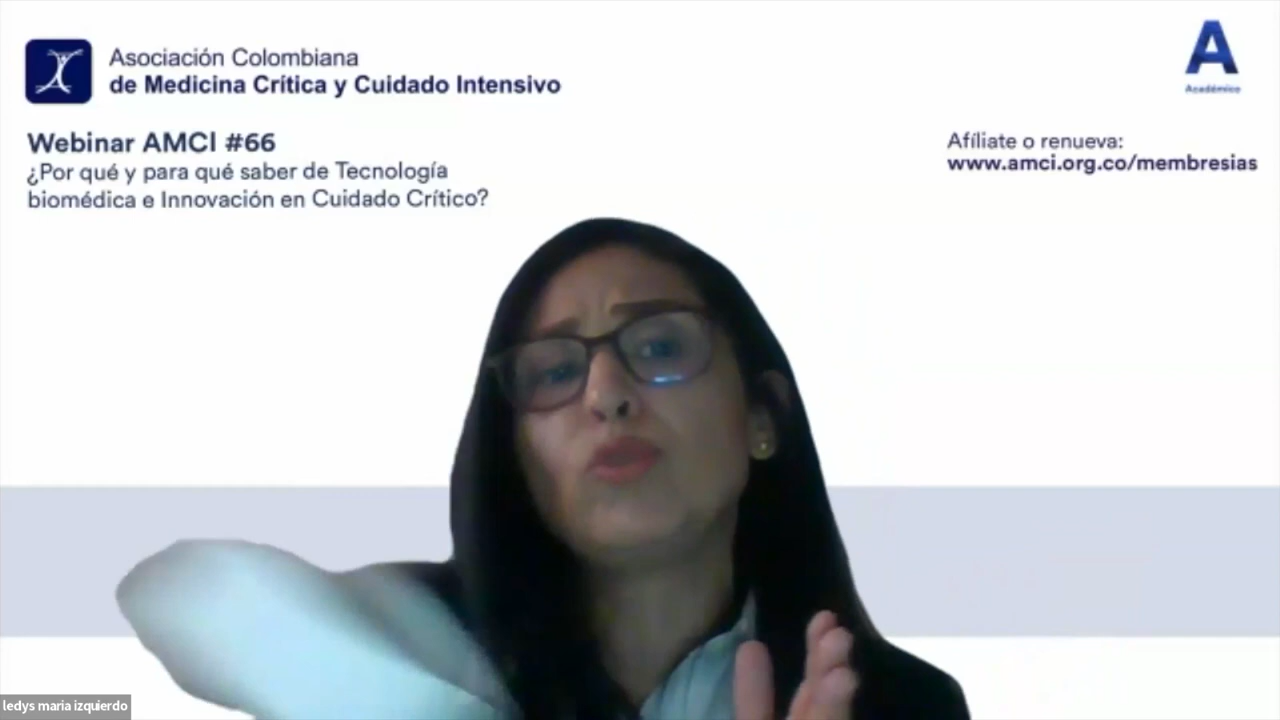 Asociación Colombiana
de Medicina Crítica y Cuidado Intensivo
A
Académico
Webinar AMCI #66
¿Por qué y para qué saber de Tecnología
biomédica e Innovación en Cuidado Crítico?
Afíliate o renueva:
www.amci.org.co/membresias
ledys maria izquierdo